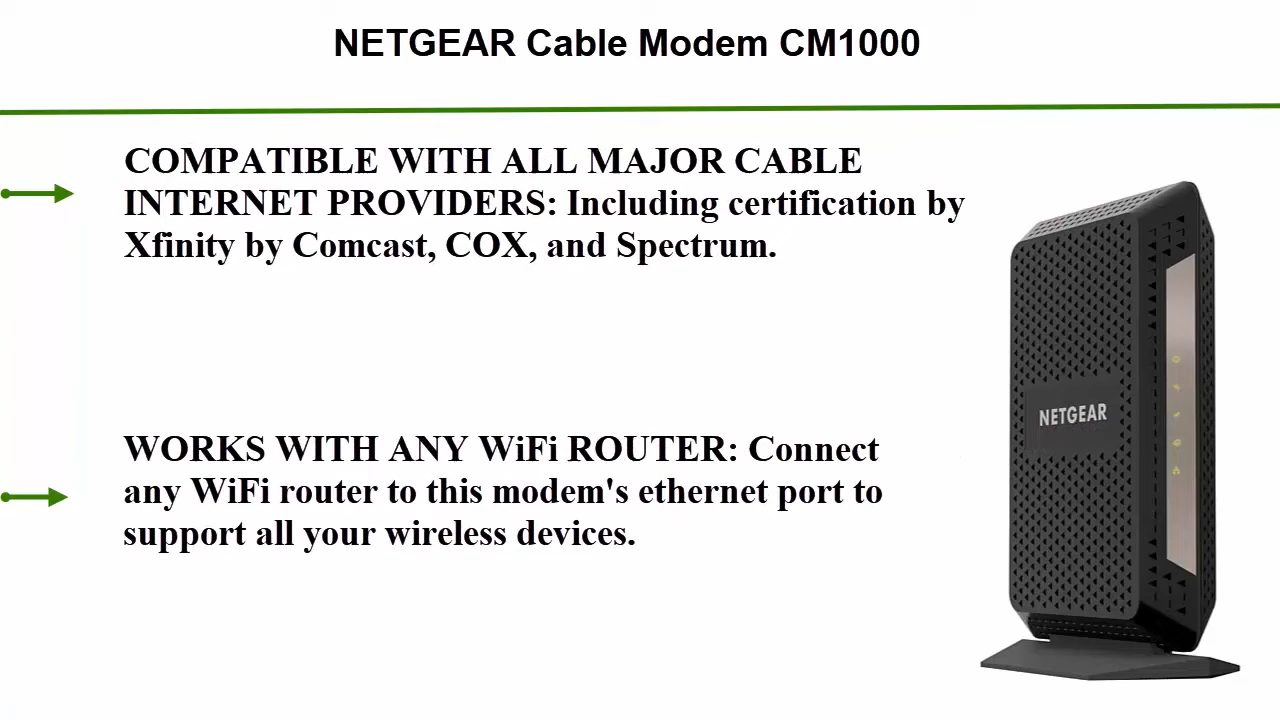 NETGEAR Cable Modem CM1000
COMPATIBLE WITH ALL MAJOR CABLE
INTERNET PROVIDERS: Including certification by
Xfinity by Comcast, COX, and Spectrum.
NETGEAR
WORKS WITH ANY WiFi ROUTER: Connect
any WiFi router to this modem's ethernet port to
support all your wireless devices.